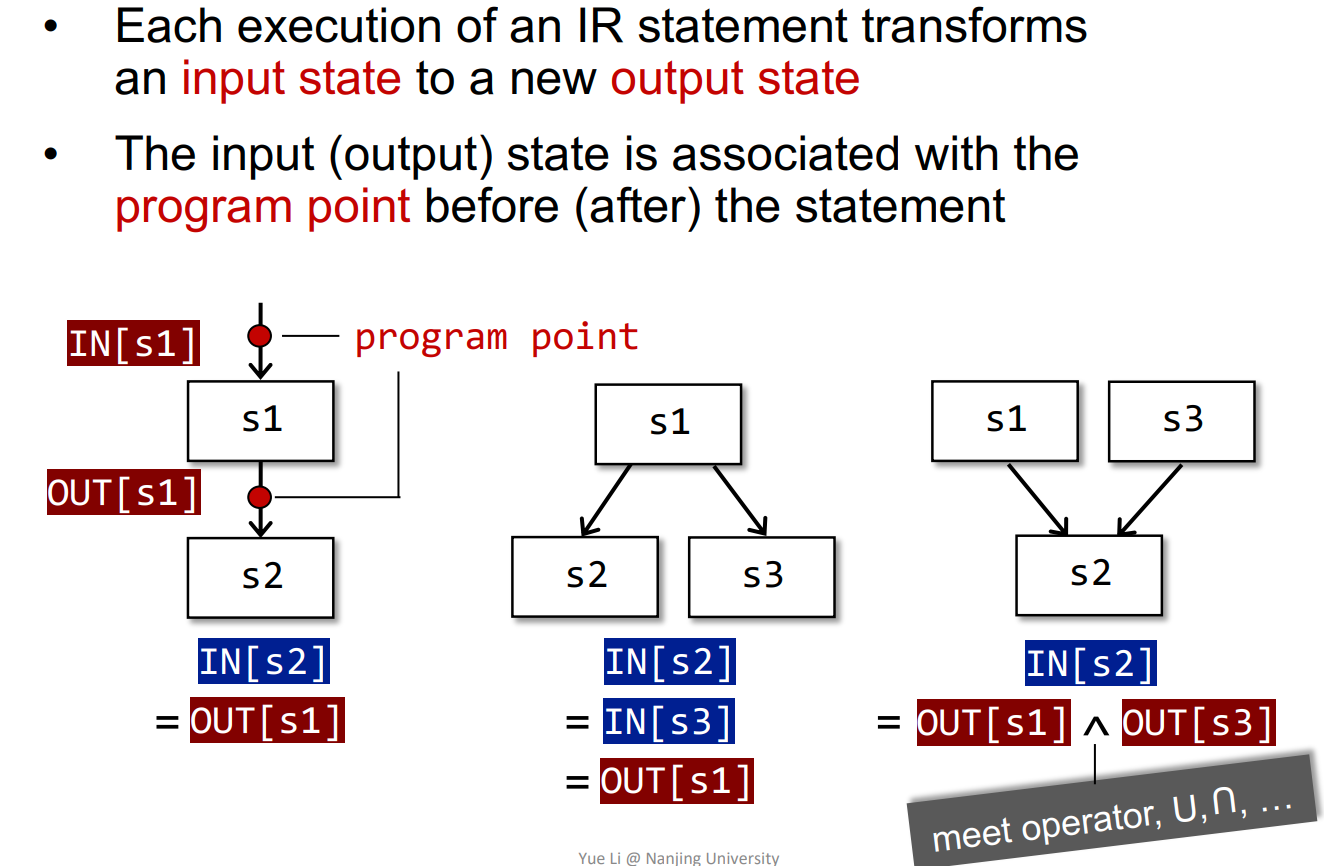 • Each execution of an IR statement transforms
an input state to a new output state
• The input (output) state is associated with the
program point before (after) the statement
IN[s1]
program point
s1
OUT[s1]
s2
IN[s2]
= OUT[s1]
s1
s2
s3
IN[s2]
= IN[s3]
= OUT[s1]
s1
s3
s2
IN[s2]
= OUT[s1] ∧ OUT[s3]
meet operator, ∪,∩, …
Yue Li @ Nanjing University